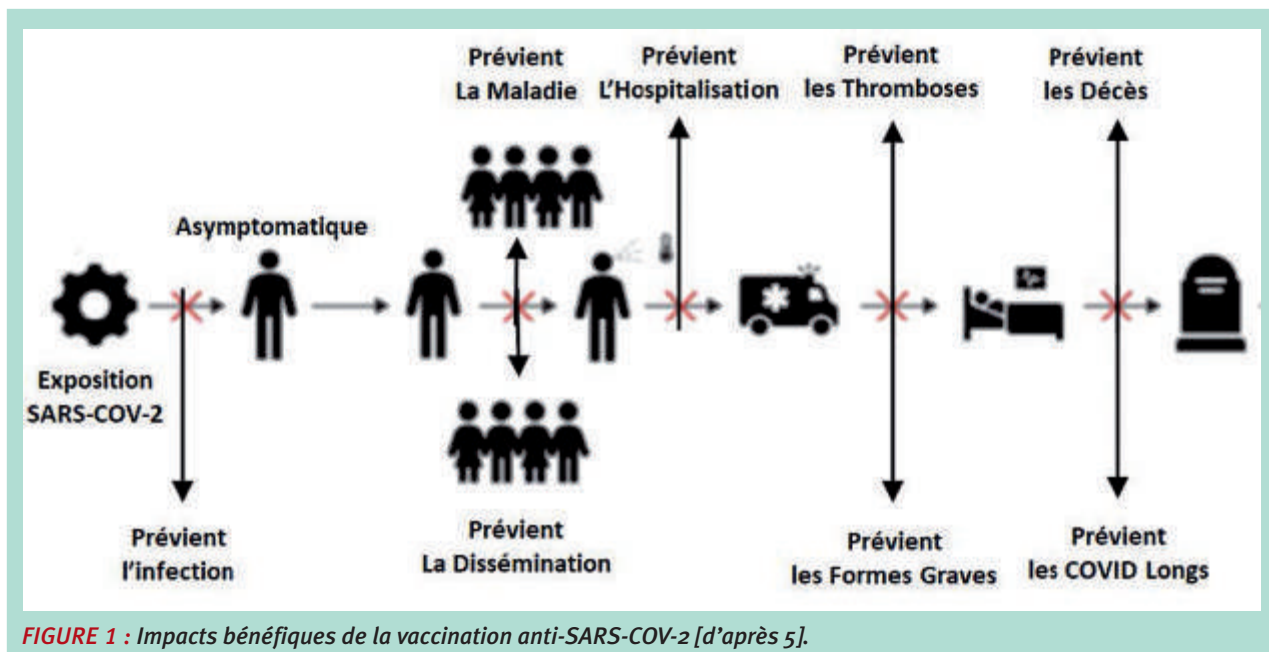 Prévient
La Maladie
Prévient
L'Hospitalisation
Prévient
les Thromboses
Prévient
les Décès
Asymptomatique
Exposition
SARS-COV-2
Prévient
l'infection
Prévient
La Dissémination
Prévient
les Formes Graves
Prévient
les COVID Longs
FIGURE 1 : Impacts bénéfiques de la vaccination anti-SARS-COV-2 [d'après 5].